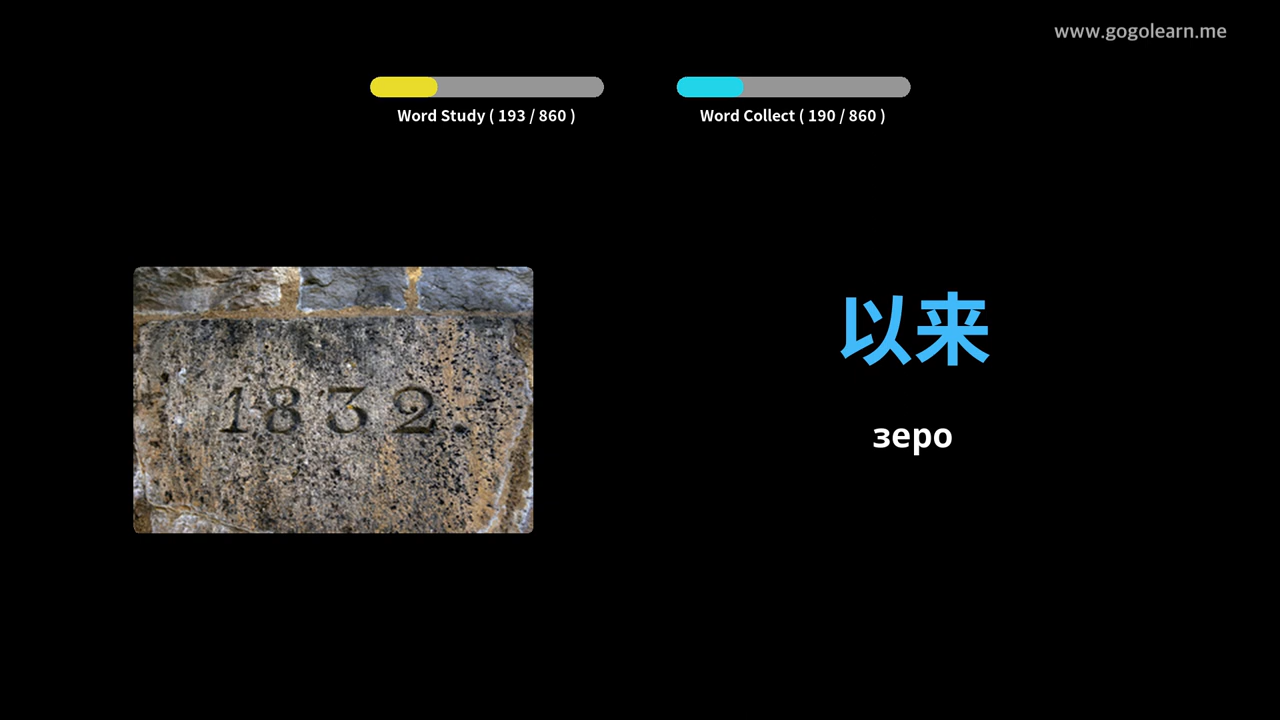 www.gogolearn.me
Word Study ( 193 / 860 )
Word Collect ( 190 / 860 )
1832.
以来
зеро